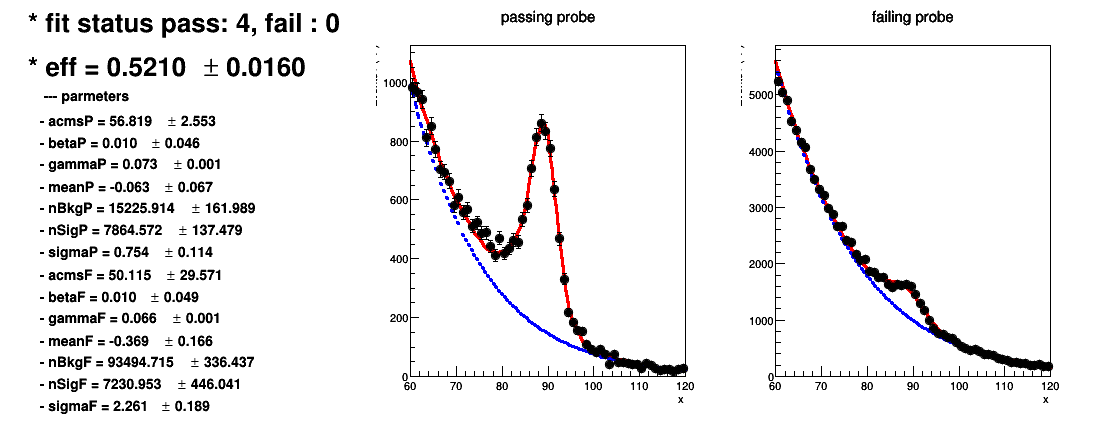 * fit status pass: 4, fail : 0
* eff = 0.5210 ± 0.0160
--- parmeters
- acmsP = 56.819 ± 2.553
- betaP = 0.010 ± 0.046
- gammaP = 0.073 ± 0.001
- meanP = -0.063 ± 0.067
- nBkgP = 15225.914 ± 161.989
- nSigP = 7864.572 ± 137.479
- sigmaP = 0.754 ± 0.114
- acmsF = 50.115 ± 29.571
- betaF = 0.010 ± 0.049
- gammaF = 0.066 ± 0.001
- meanF = -0.369 ± 0.166
- nBkgF = 93494.715 ± 336.437
- nSigF = 7230.953 ± 446.041
- sigmaF = 2.261 ± 0.189
passing probe
1000
800
600
400
200
0
60 70 80 90 100 110 120
x
failing probe
5000
4000
3000
2000
1000
0
60 70 80 90 100 110 120
x